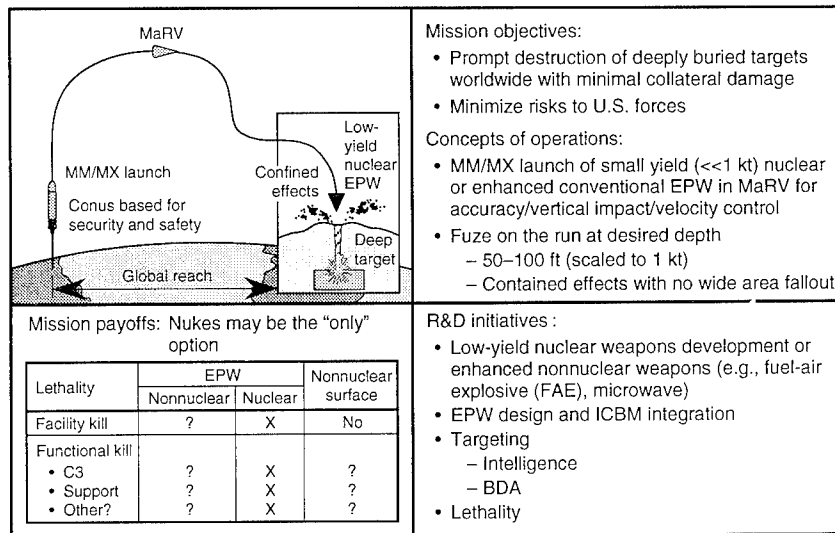 MaRV
Low-
yield
nuclear
EPW
Confined
effects
MM/MX launch
Conus based for
security and safety
Deep
target
Global reach
Mission objectives:
• Prompt destruction of deeply buried targets
worldwide with minimal collateral damage
• Minimize risks to U.S. forces
Concepts of operations:
• MM/MX launch of small yield (<<1 kt) nuclear
or enhanced conventional EPW in MaRV for
accuracy/vertical impact/velocity control
• Fuze on the run at desired depth
– 50–100 ft (scaled to 1 kt)
– Contained effects with no wide area fallout
Mission payoffs: Nukes may be the "only"
option
Lethality EPW Nonnuclear
surface
Nonnuclear Nuclear
Facility kill ? X No
Functional kill
• C3 ? X ?
• Support ? X ?
• Other? ? X ?
R&D initiatives :
• Low-yield nuclear weapons development or
enhanced nonnuclear weapons (e.g., fuel-air
explosive (FAE), microwave)
• EPW design and ICBM integration
• Targeting
– Intelligence
– BDA
• Lethality